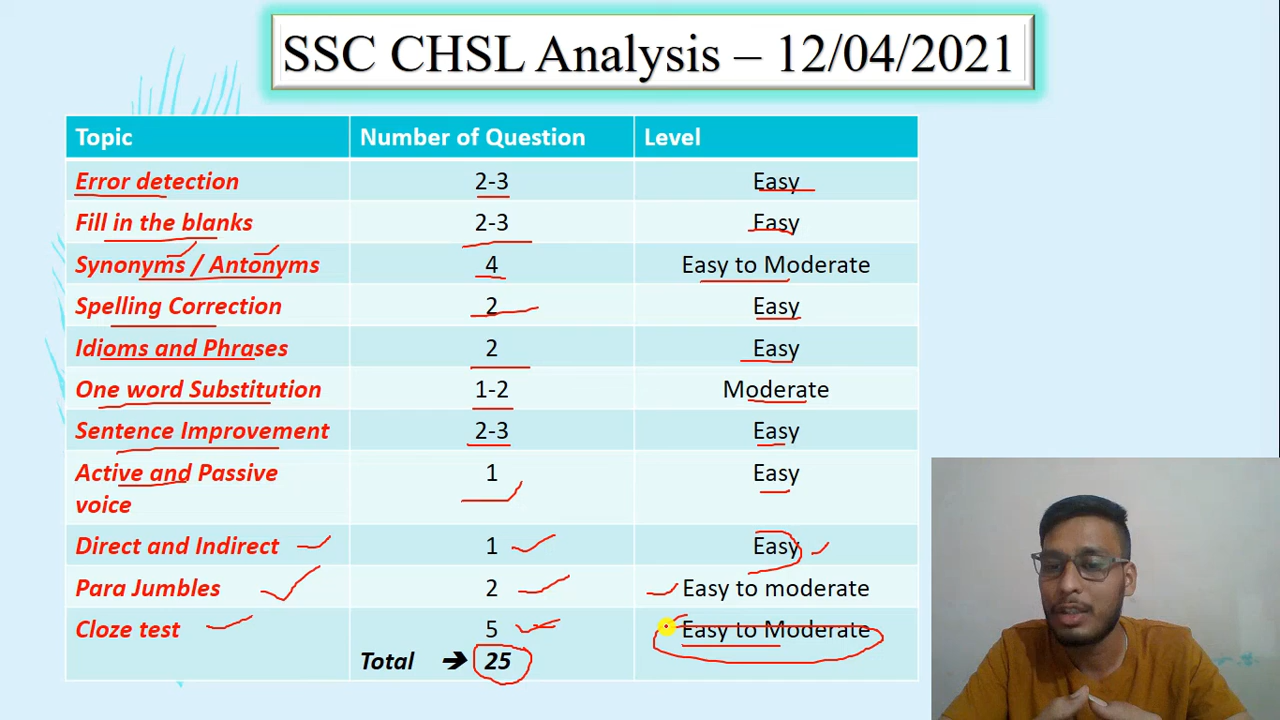 SSC CHSL Analysis – 12/04/2021
Topic Number of Question Level
Error detection 2-3 Easy
Fill in the blanks 2-3 Easy
Synonyms / Antonyms 4 Easy to Moderate
Spelling Correction 2 Easy
Idioms and Phrases 2 Easy
One word Substitution 1-2 Moderate
Sentence Improvement 2-3 Easy
Active and Passive 1 Easy
voice
Direct and Indirect 1 Easy
Para Jumbles 2 Easy to moderate
Cloze test 5 Easy to Moderate
Total ➔ 25